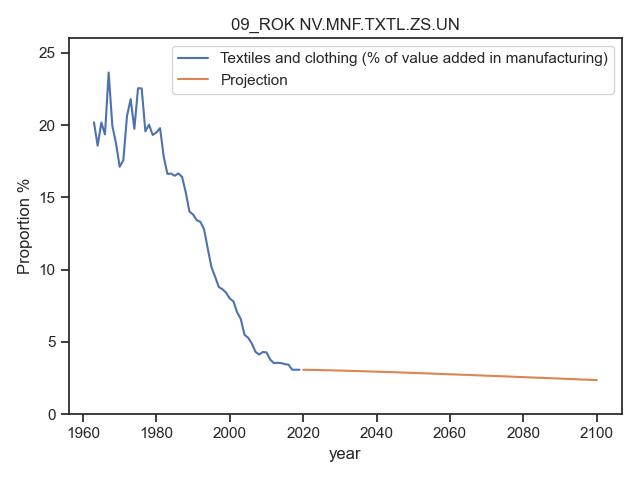 09_ROK NV.MNF.TXTL.ZS.UN
Textiles and clothing (% of value added in manufacturing)
Projection
Proportion %
25
20
15
10
5
0
1960 1980 2000 2020 2040 2060 2080 2100
year